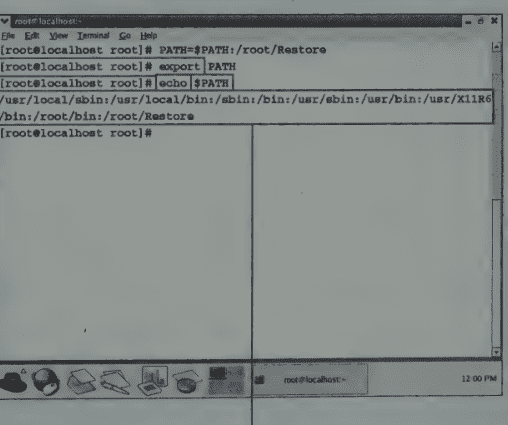 root@localhost:~
File Edit View Terminal Go Help
[root@localhost root]# PATH=$PATH:/root/Restore
[root@localhost root]# export PATH
[root@localhost root]# echo $PATH
/usr/local/sbin:/usr/local/bin:/sbin:/bin:/usr/sbin:/usr/bin:/usr/X11R6
/bin:/root/bin:/root/Restore
[root@localhost root]#
root@localhost:~
12:00 PM